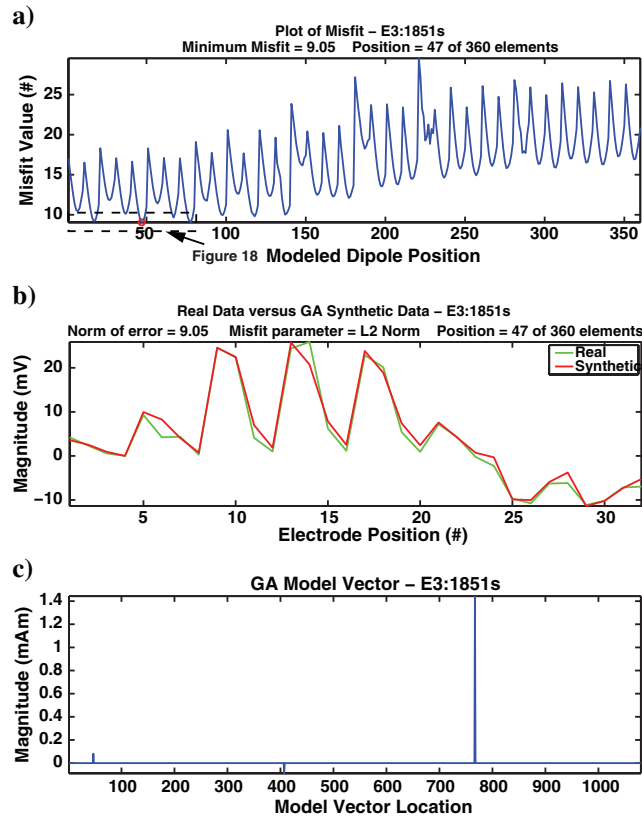 a)
Plot of Misfit – E3:1851s
Minimum Misfit = 9.05 Position = 47 of 360 elements
Misfit Value (#)
25
20
15
10
50 100 150 200 250 300 350
Figure 18
Modeled Dipole Position
b)
Real Data versus GA Synthetic Data – E3:1851s
Norm of error = 9.05 Misfit parameter = L2 Norm Position = 47 of 360 elements
Real
Synthetic
Magnitude (mV)
20
10
0
−10
5 10 15 20 25 30
Electrode Position (#)
c)
GA Model Vector – E3:1851s
Magnitude (mAm)
1.4
1.2
1
0.8
0.6
0.4
0.2
0
100 200 300 400 500 600 700 800 900 1000
Model Vector Location